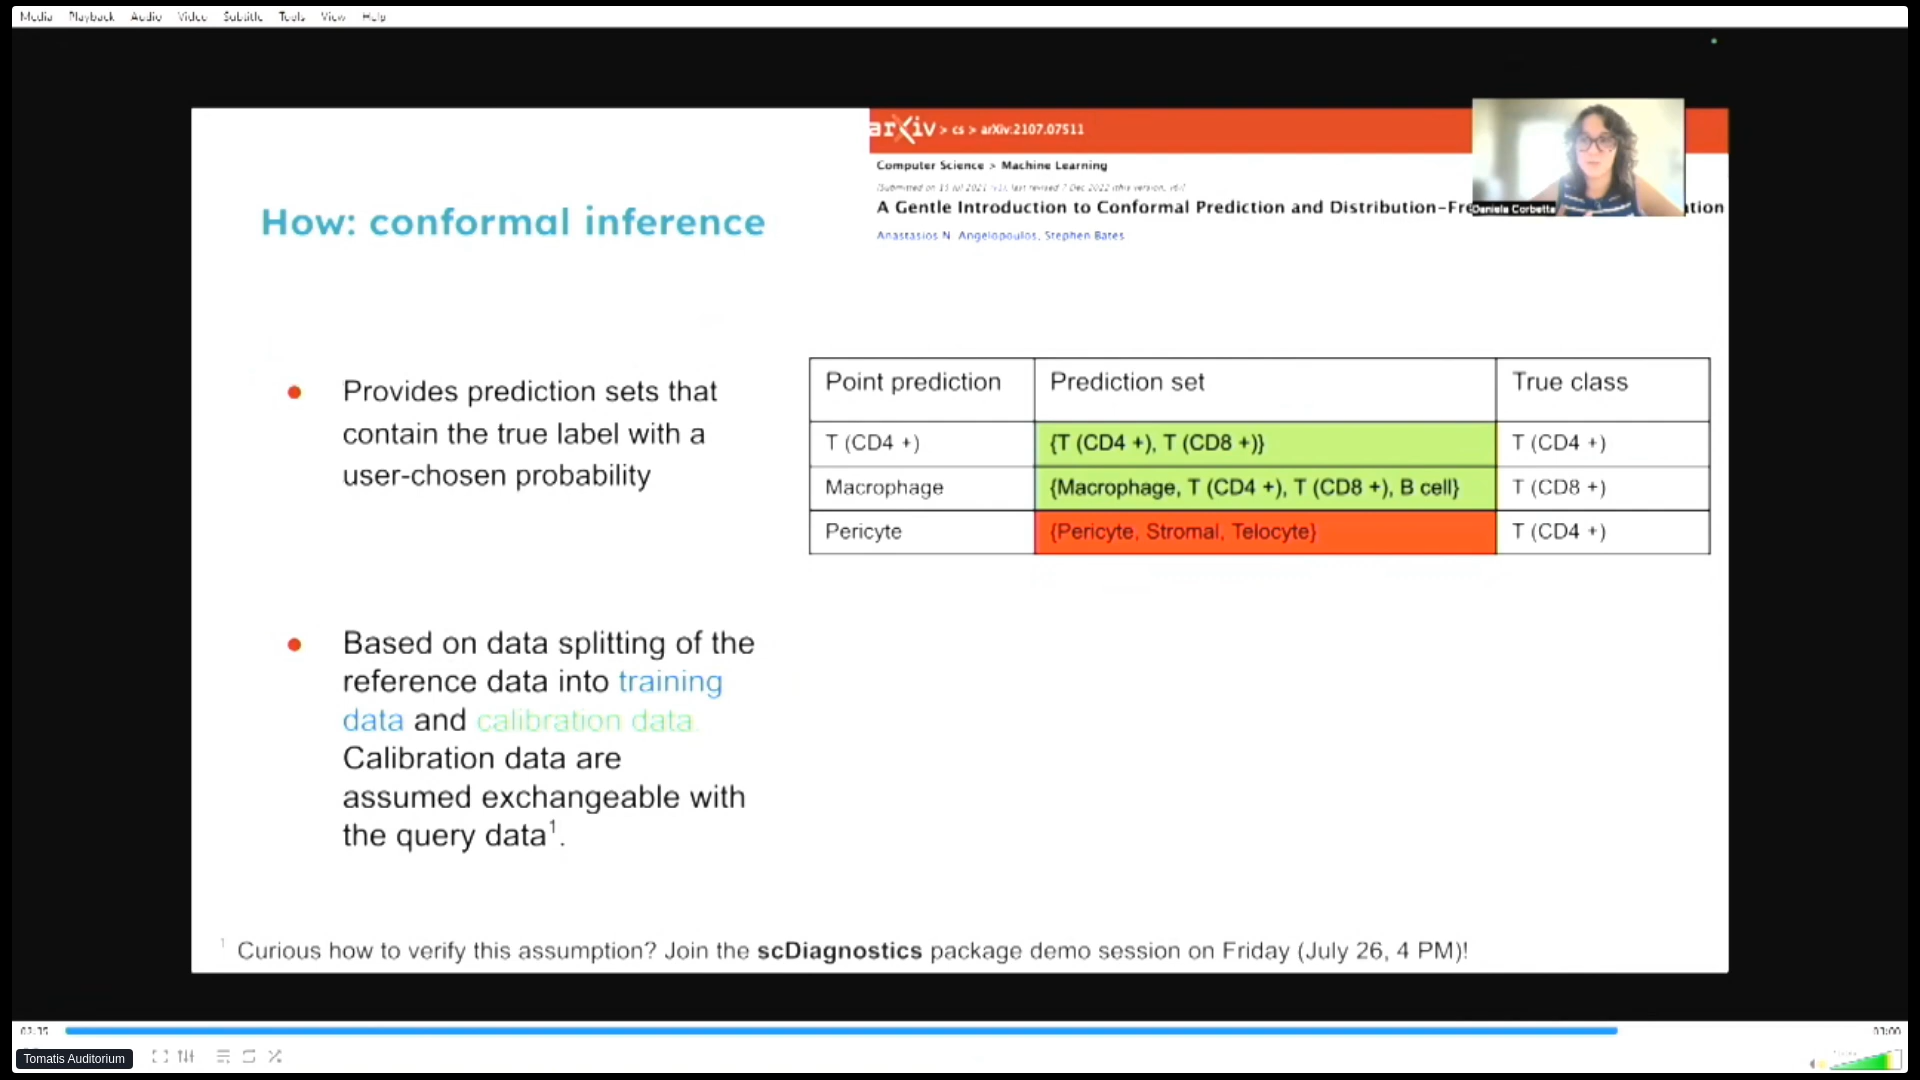 Media Playback Audio Video Subtitle Tools View Help
arXiv > cs > arXiv:2107.07511
Computer Science > Machine Learning
[Submitted on 15 Jul 2021 (v1), last revised 7 Dec 2022 (this version, v6)]
A Gentle Introduction to Conformal Prediction and Distribution-Fre
Anastasios N. Angelopoulos, Stephen Bates
Daniela Corbetta
How: conformal inference
Provides prediction sets that
contain the true label with a
user-chosen probability
Point prediction Prediction set True class
T (CD4 +) {T (CD4 +), T (CD8 +)} T (CD4 +)
Macrophage {Macrophage, T (CD4 +), T (CD8 +), B cell} T (CD8 +)
Pericyte {Pericyte, Stromal, Telocyte} T (CD4 +)
Based on data splitting of the
reference data into training
data and calibration data.
Calibration data are
assumed exchangeable with
the query data1.
1 Curious how to verify this assumption? Join the scDiagnostics package demo session on Friday (July 26, 4 PM)!
02:35 03:00
Tomatis Auditorium